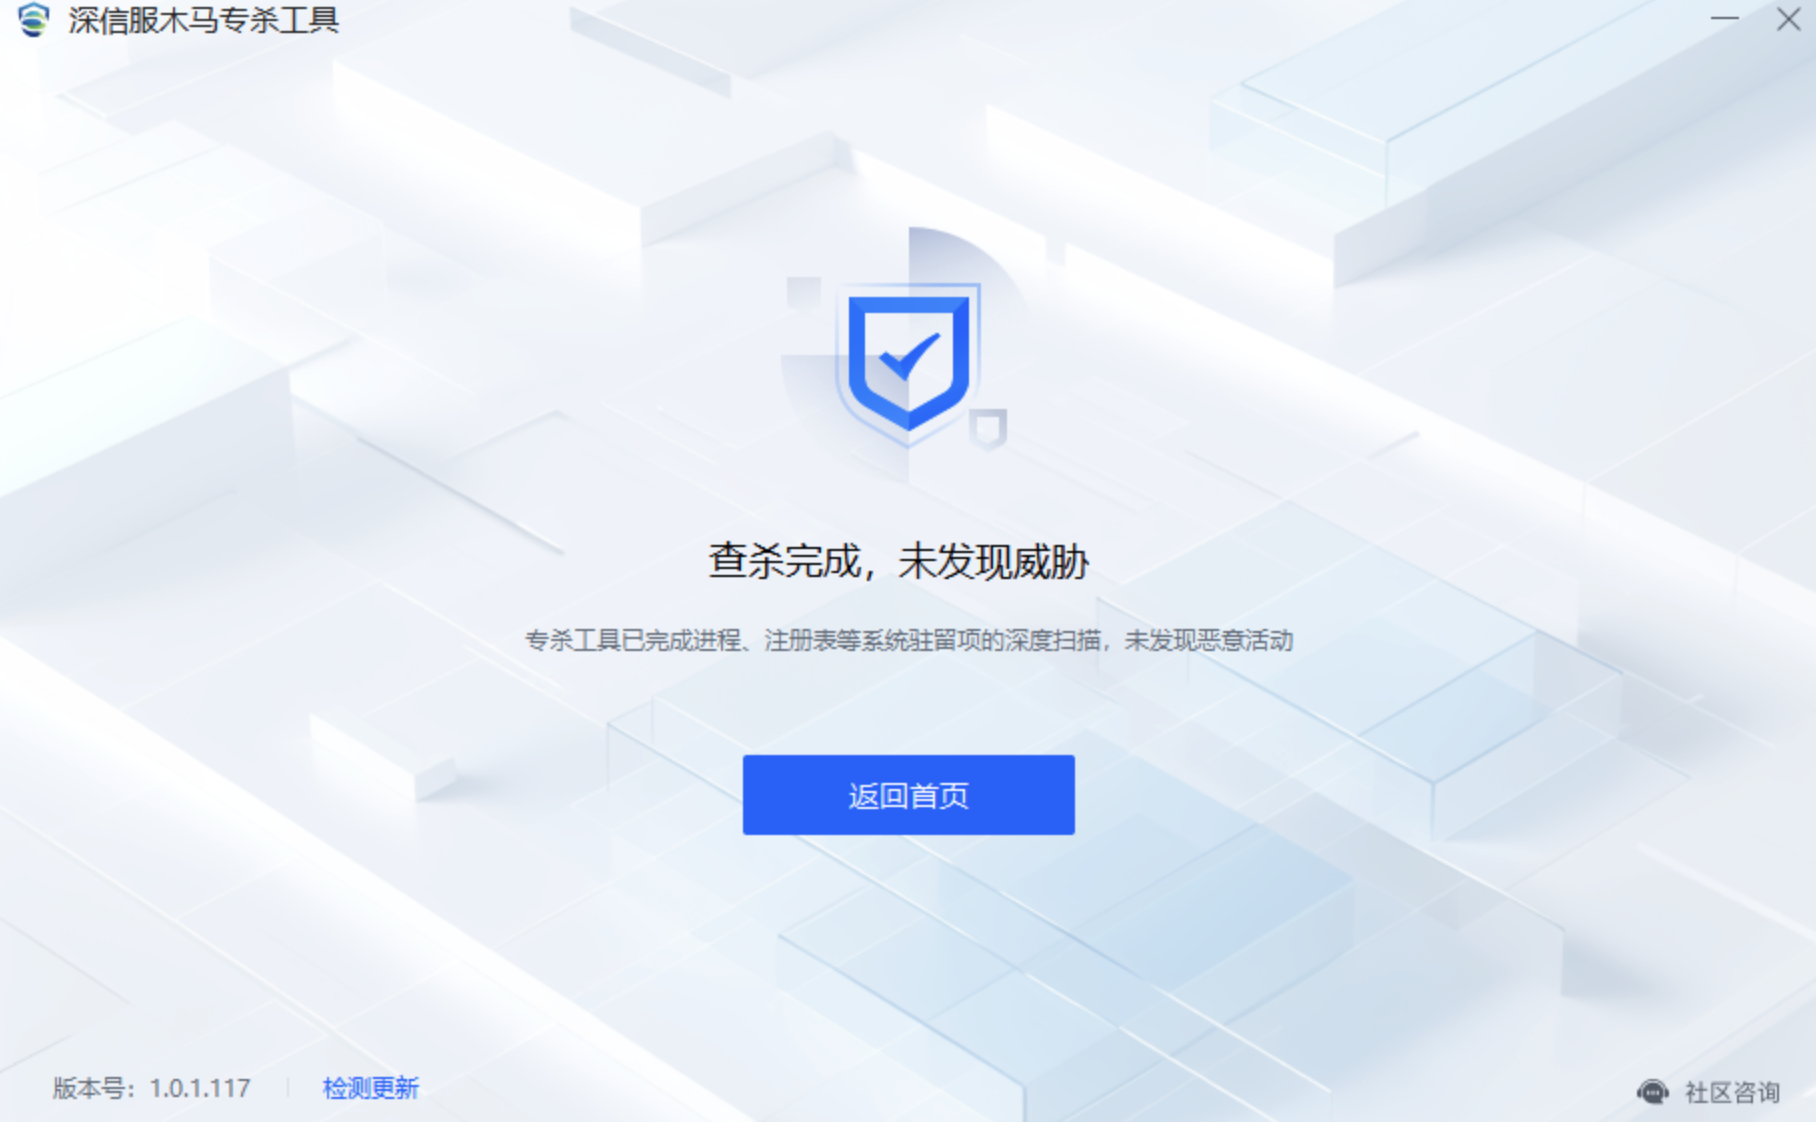 深信服木马专杀工具
查杀完成，未发现威胁
专杀工具已完成进程、注册表等系统驻留项的深度扫描，未发现恶意活动
返回首页
版本号：1.0.1.117 检测更新
社区咨询